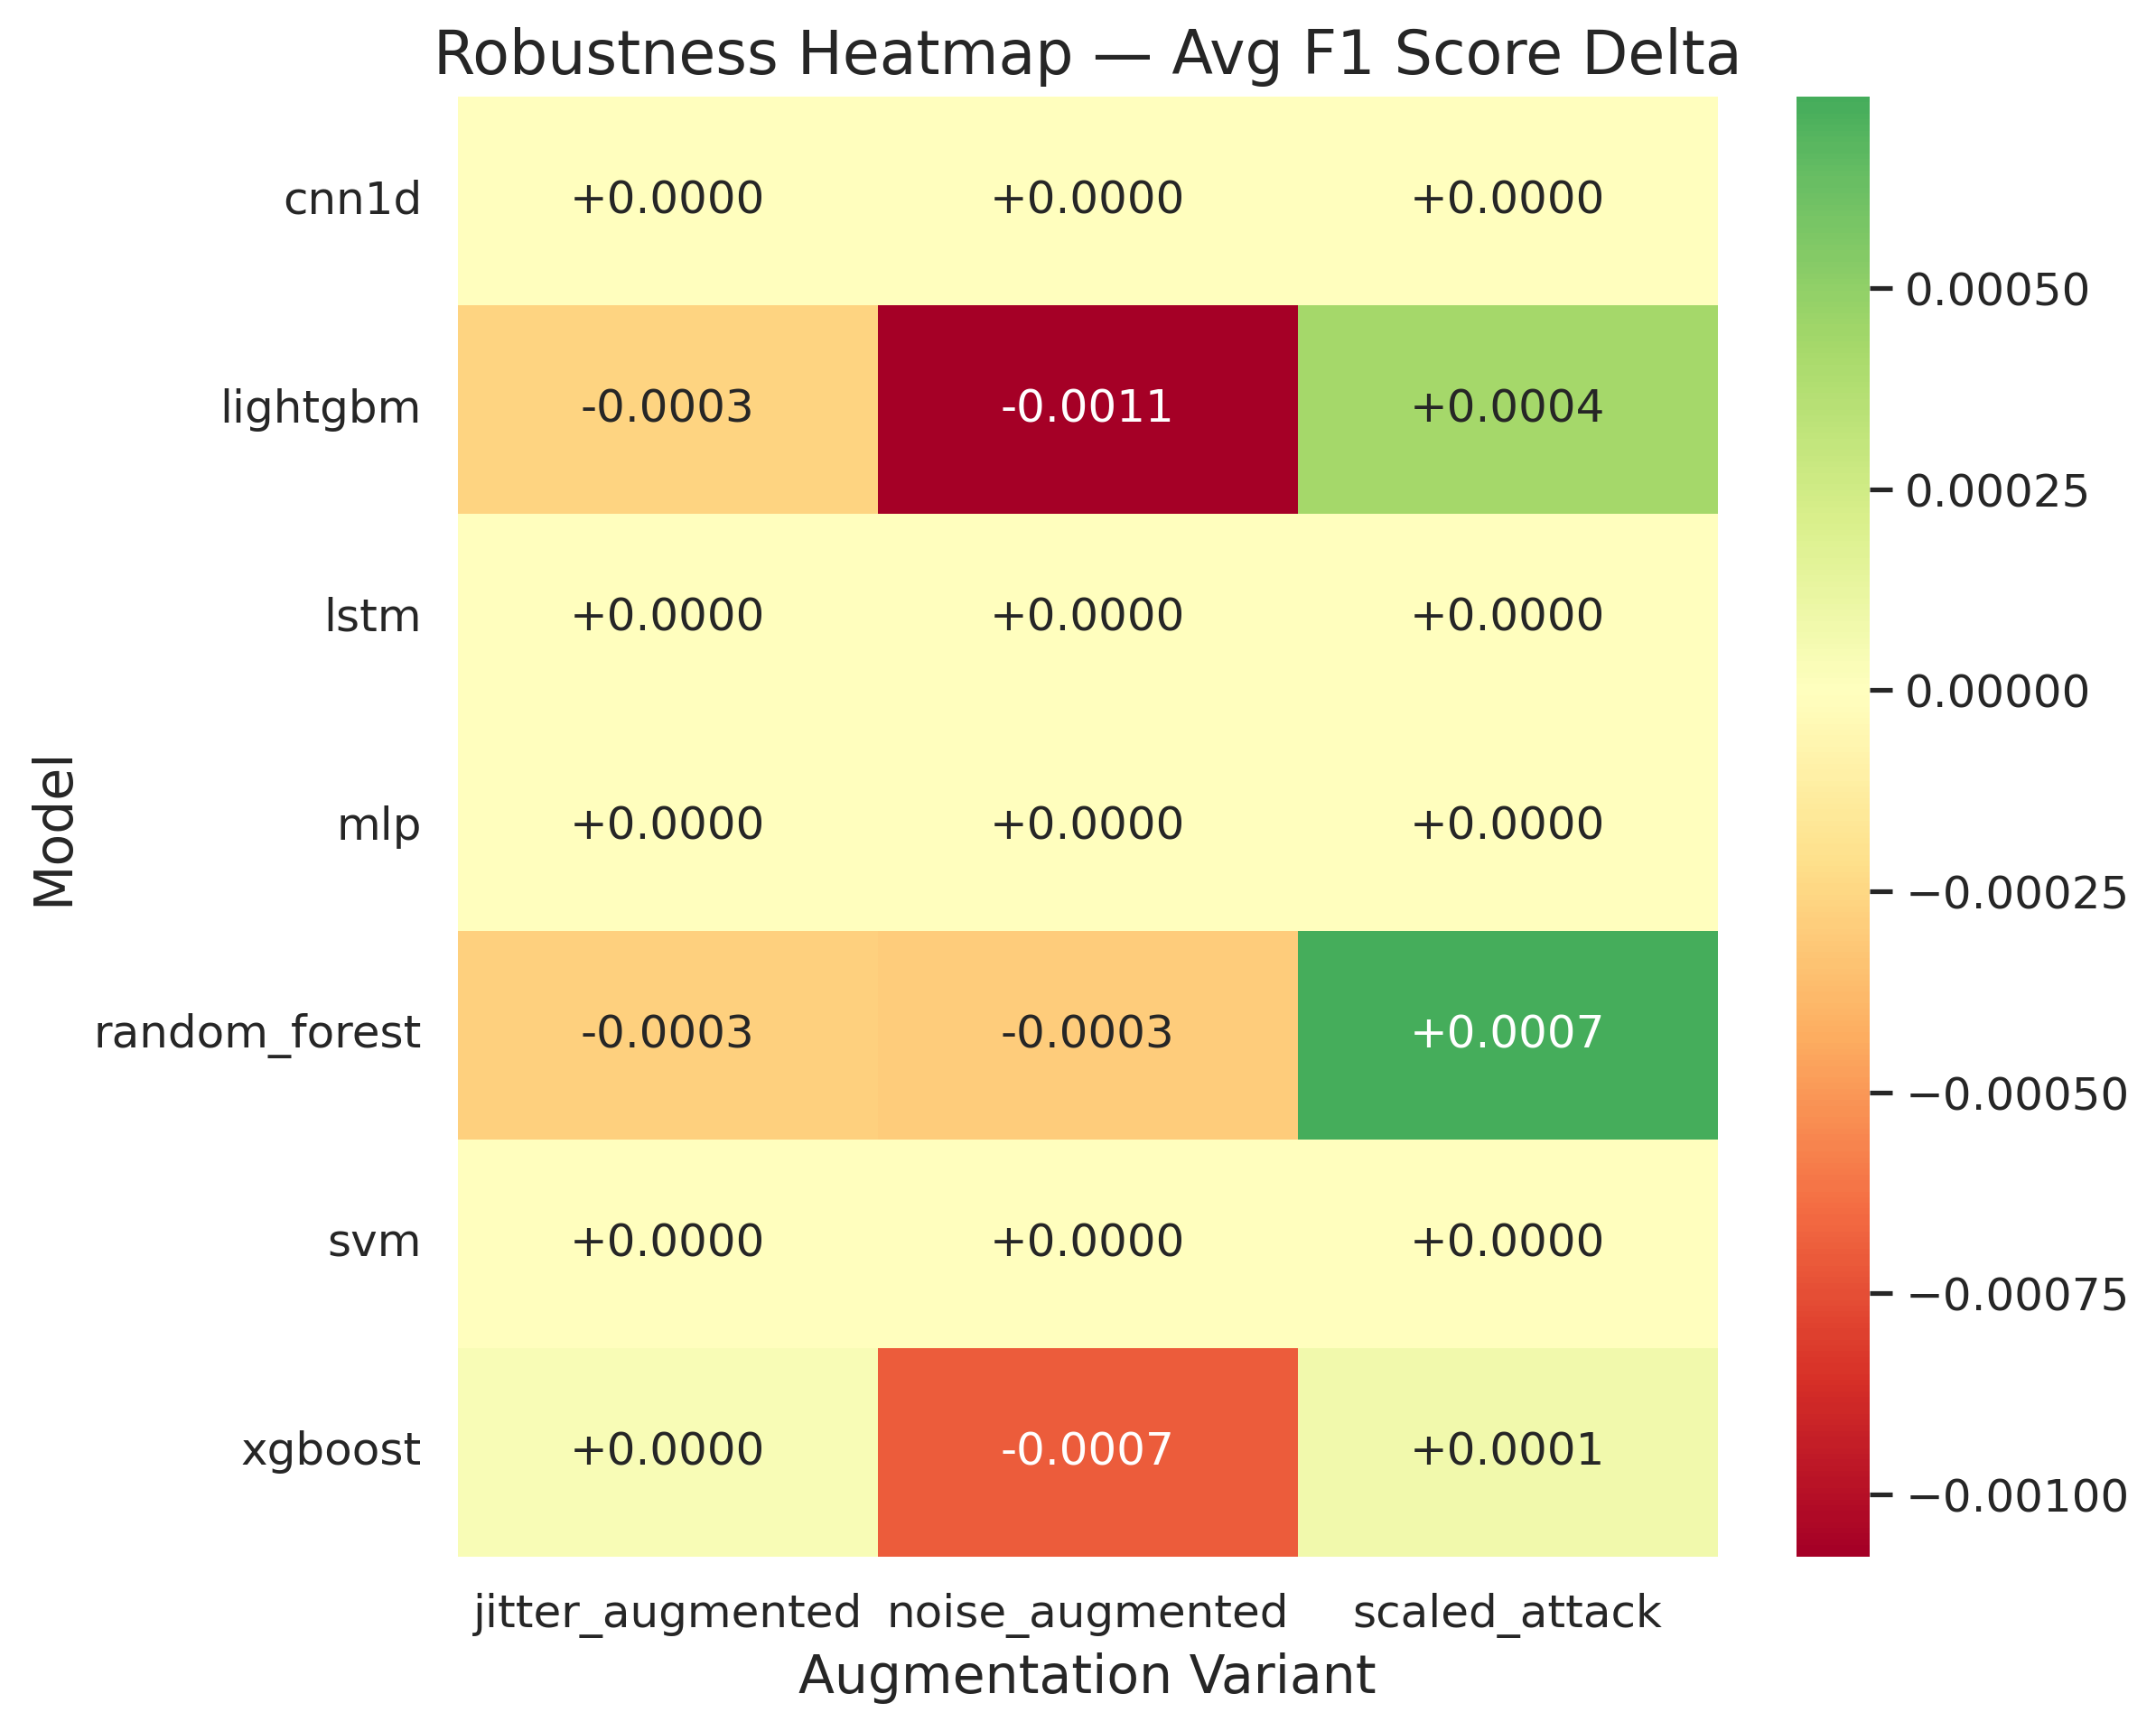 Robustness Heatmap — Avg F1 Score Delta
Model
cnn1d +0.0000 +0.0000 +0.0000
lightgbm -0.0003 -0.0011 +0.0004
lstm +0.0000 +0.0000 +0.0000
mlp +0.0000 +0.0000 +0.0000
random_forest -0.0003 -0.0003 +0.0007
svm +0.0000 +0.0000 +0.0000
xgboost +0.0000 -0.0007 +0.0001
jitter_augmented noise_augmented scaled_attack
Augmentation Variant
0.00050
0.00025
0.00000
−0.00025
−0.00050
−0.00075
−0.00100